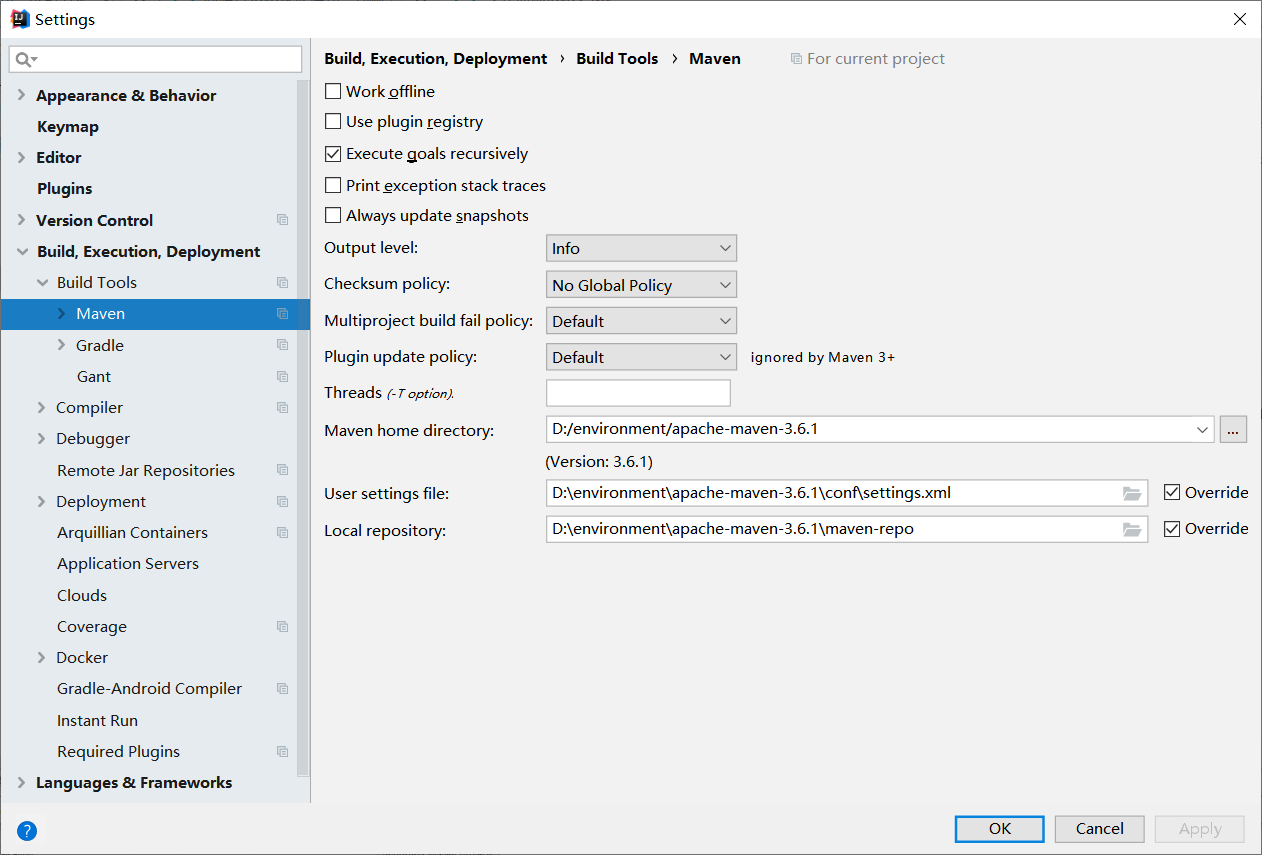 Settings
Appearance & Behavior
Keymap
Editor
Plugins
Version Control
Build, Execution, Deployment
Build Tools
Maven
Gradle
Gant
Compiler
Debugger
Remote Jar Repositories
Deployment
Arquillian Containers
Application Servers
Clouds
Coverage
Docker
Gradle-Android Compiler
Instant Run
Required Plugins
Languages & Frameworks
Build, Execution, Deployment › Build Tools › Maven For current project
Work offline
Use plugin registry
Execute goals recursively
Print exception stack traces
Always update snapshots
Output level: Info
Checksum policy: No Global Policy
Multiproject build fail policy: Default
Plugin update policy: Default ignored by Maven 3+
Threads (-T option):
Maven home directory: D:/environment/apache-maven-3.6.1 ...
(Version: 3.6.1)
User settings file: D:\environment\apache-maven-3.6.1\conf\settings.xml Override
Local repository: D:\environment\apache-maven-3.6.1\maven-repo Override
? OK Cancel Apply